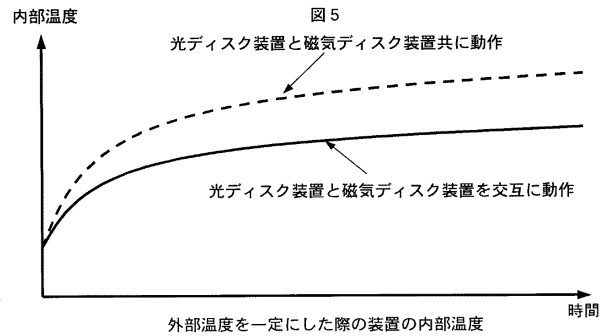 図5
内部温度
光ディスク装置と磁気ディスク装置共に動作
光ディスク装置と磁気ディスク装置を交互に動作
時間
外部温度を一定にした際の装置の内部温度